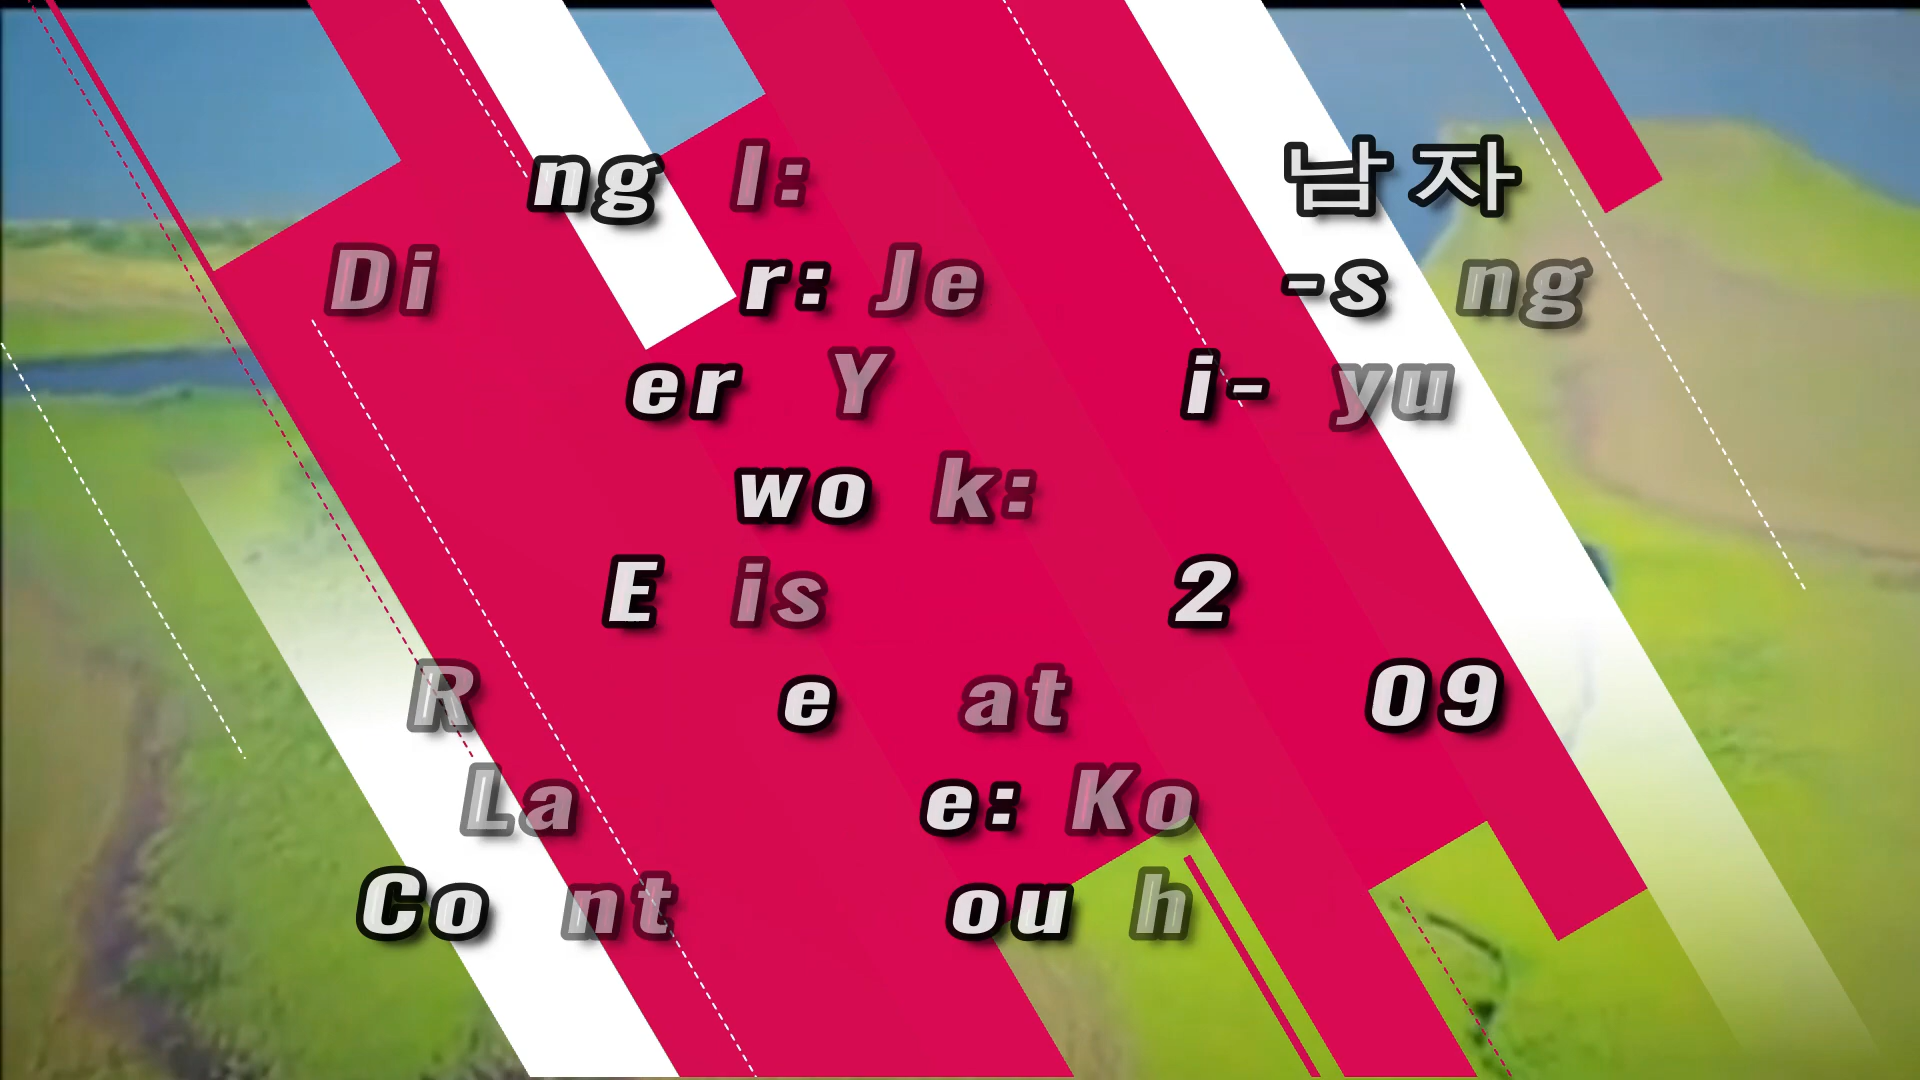 ng I: 남자
Di r: Je -s ng
er Y i- yu
wo k:
E is 2
R e at 09
La e: Ko
Co nt ou h